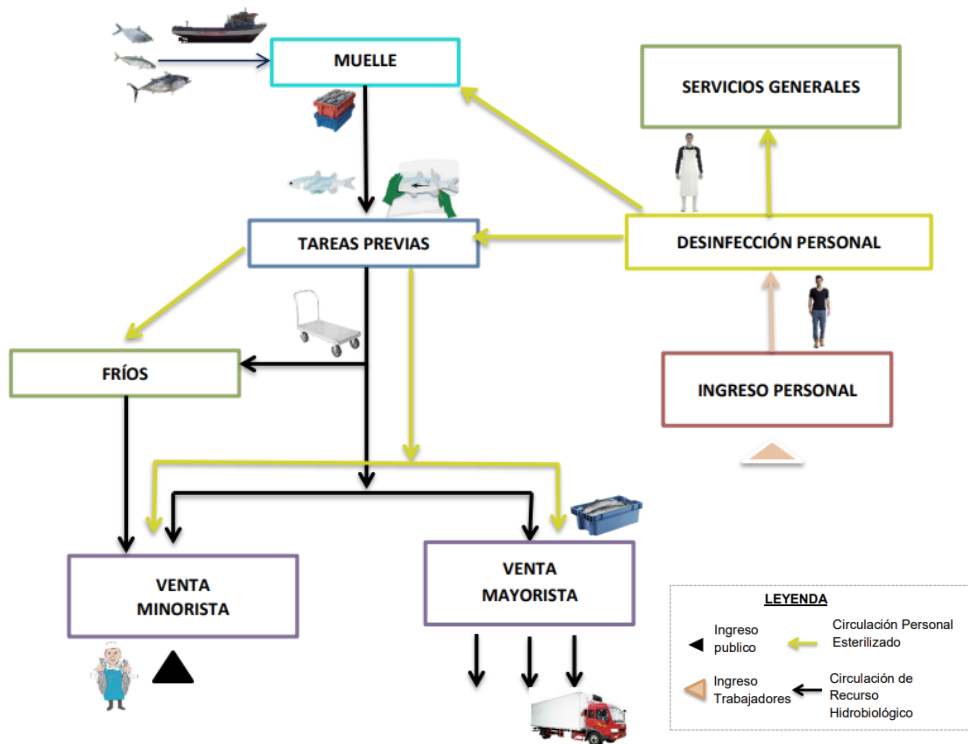 MUELLE
SERVICIOS GENERALES
TAREAS PREVIAS
DESINFECCIÓN PERSONAL
FRÍOS
INGRESO PERSONAL
VENTA
MINORISTA
VENTA
MAYORISTA
LEYENDA
Ingreso
publico
Circulación Personal
Esterilizado
Ingreso
Trabajadores
Circulación de
Recurso
Hidrobiológico